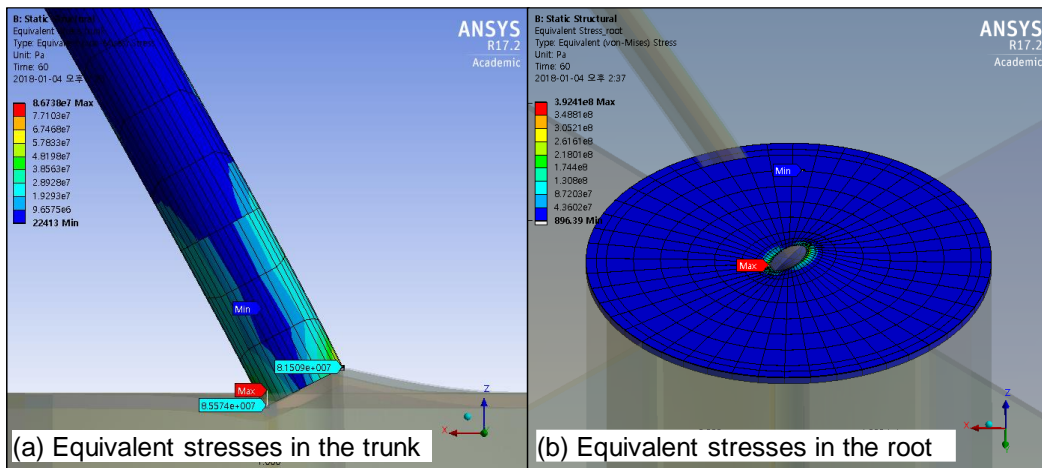 B: Static Structural
Equivalent
Type: Equivalent (von-Mises) Stress
Unit: Pa
Time: 60
2018-01-04 오후
8.6738e7 Max
7.7103e7
6.7468e7
5.7833e7
4.8198e7
3.8563e7
2.8928e7
1.9293e7
9.6575e6
22413 Min
ANSYS
R17.2
Academic
Min
8.1509e+007
Max
8.5574e+007
Z
X
Y
1.000
(a) Equivalent stresses in the trunk
B: Static Structural
Equivalent Stress_root
Type: Equivalent (von-Mises) Stress
Unit: Pa
Time: 60
2018-01-04 오후 2:37
3.9241e8 Max
3.4881e8
3.0521e8
2.6161e8
2.1801e8
1.744e8
1.308e8
8.7203e7
4.3602e7
896.39 Min
ANSYS
R17.2
Academic
Min
Max
Z
X
Y
(b) Equivalent stresses in the root